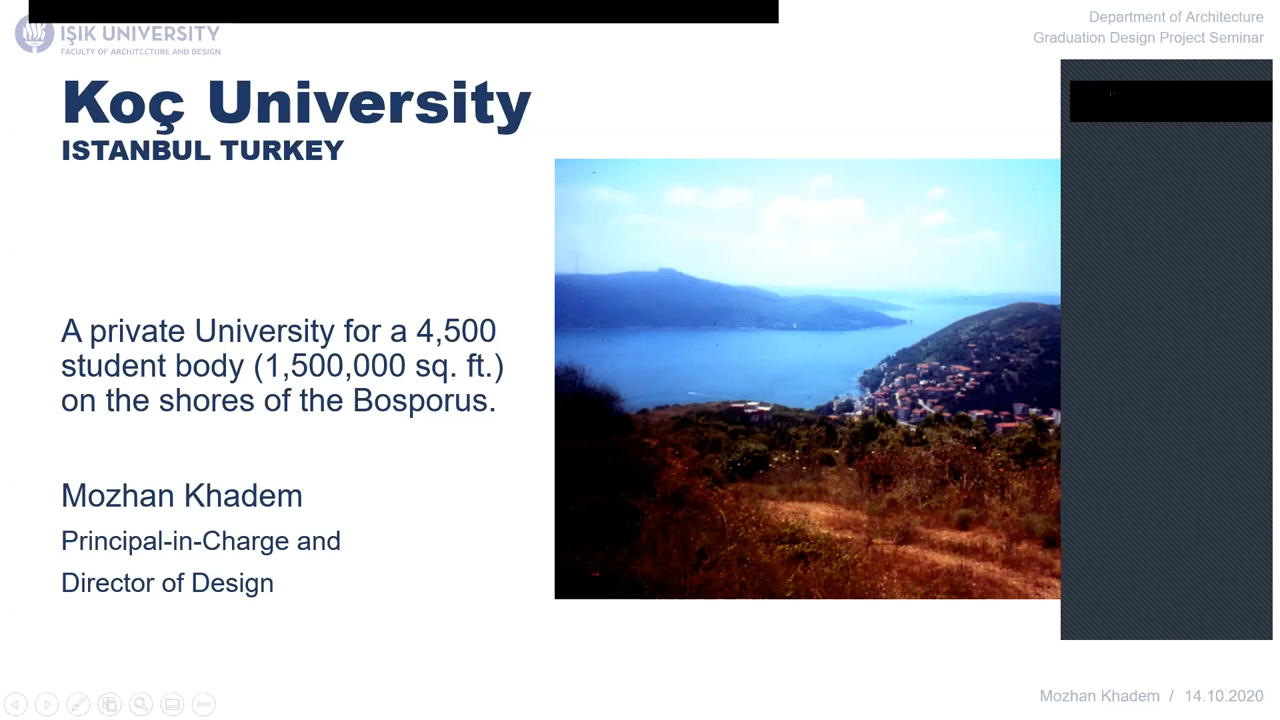 IŞIK UNIVERSITY
FACULTY OF ARCHITECTURE AND DESIGN
Department of Architecture
Graduation Design Project Seminar
Koç University
ISTANBUL TURKEY
A private University for a 4,500
student body (1,500,000 sq. ft.)
on the shores of the Bosporus.
Mozhan Khadem
Principal-in-Charge and
Director of Design
Mozhan Khadem / 14.10.2020